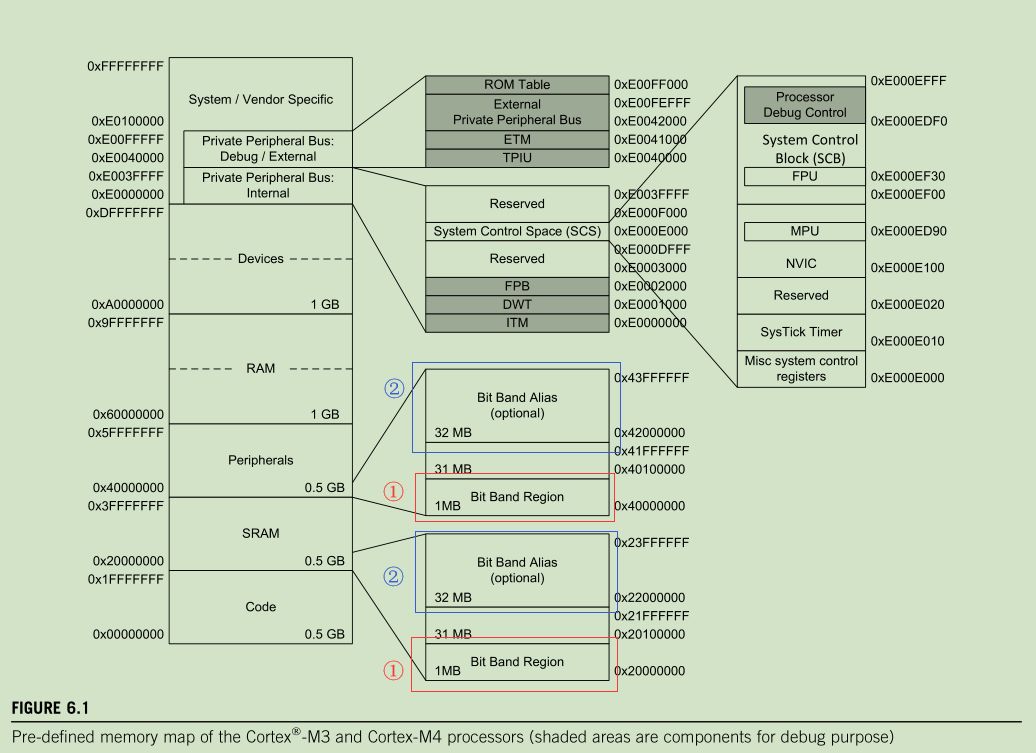 0xFFFFFFFF
System / Vendor Specific
0xE0100000
0xE00FFFFF
Private Peripheral Bus:
Debug / External
0xE0040000
0xE003FFFF
Private Peripheral Bus:
Internal
0xE0000000
0xDFFFFFFF
Devices
0xA0000000
1 GB
0x9FFFFFFF
RAM
0x60000000
1 GB
0x5FFFFFFF
Peripherals
0x40000000
0.5 GB
0x3FFFFFFF
SRAM
0x20000000
0.5 GB
0x1FFFFFFF
Code
0x00000000
0.5 GB
ROM Table
0xE00FF000
External
Private Peripheral Bus
0xE00FEFFF
0xE0042000
ETM
0xE0041000
TPIU
0xE0040000
Reserved
0xE003FFFF
0xE000F000
System Control Space (SCS)
0xE000E000
Reserved
0xE000DFFF
0xE0003000
FPB
0xE0002000
DWT
0xE0001000
ITM
0xE0000000
②
0x43FFFFFF
Bit Band Alias
(optional)
32 MB
0x42000000
0x41FFFFFF
31 MB
0x40100000
①
Bit Band Region
1MB
0x40000000
0x23FFFFFF
②
Bit Band Alias
(optional)
32 MB
0x22000000
0x21FFFFFF
31 MB
0x20100000
①
Bit Band Region
1MB
0x20000000
0xE000EFFF
Processor
Debug Control
0xE000EDF0
System Control
Block (SCB)
FPU
0xE000EF30
0xE000EF00
MPU
0xE000ED90
NVIC
0xE000E100
Reserved
0xE000E020
SysTick Timer
0xE000E010
Misc system control
registers
0xE000E000
FIGURE 6.1
Pre-defined memory map of the Cortex®-M3 and Cortex-M4 processors (shaded areas are components for debug purpose)